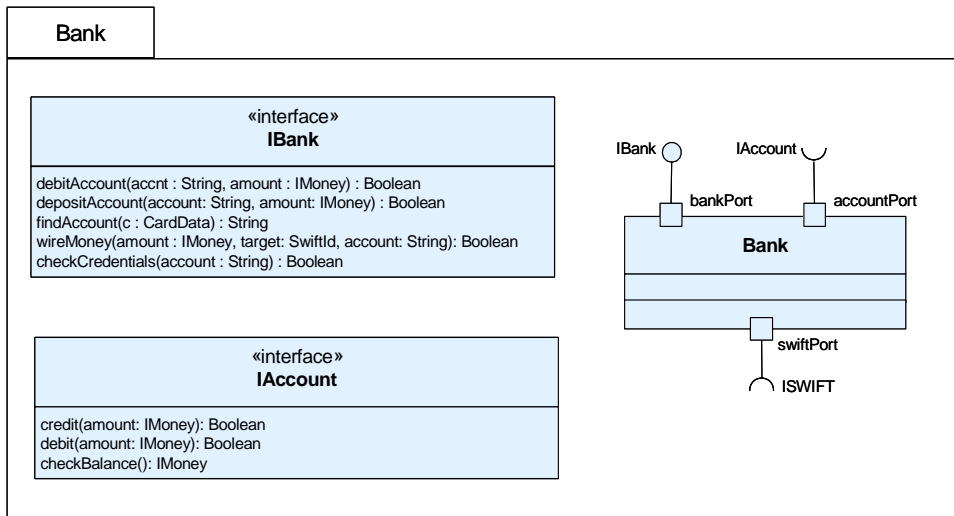 Bank
«interface»
IBank
debitAccount(accnt : String, amount : IMoney) : Boolean
depositAccount(account: String, amount: IMoney) : Boolean
findAccount(c : CardData) : String
wireMoney(amount : IMoney, target: SwiftId, account: String): Boolean
checkCredentials(account : String) : Boolean
«interface»
IAccount
credit(amount: IMoney): Boolean
debit(amount: IMoney): Boolean
checkBalance(): IMoney
IBank
IAccount
bankPort
accountPort
Bank
swiftPort
ISWIFT